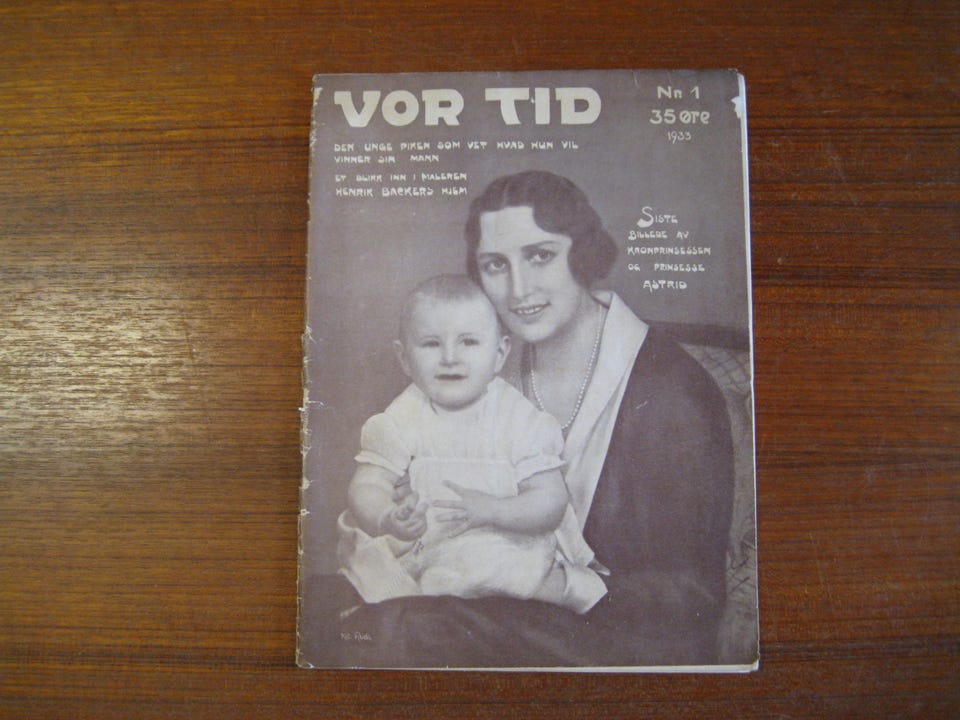 VOR TID
Nr 1
35 øre
1933
DEN UNGE PIKEN SOM VET HVAD HUN VIL
VINNER SIN MANN
ET BLIKK INN I MALEREN
HENRIK BACKERS HJEM
SISTE
BILLEDE AV
KRONPRINSESSEN
OG PRINSESSE
ASTRID